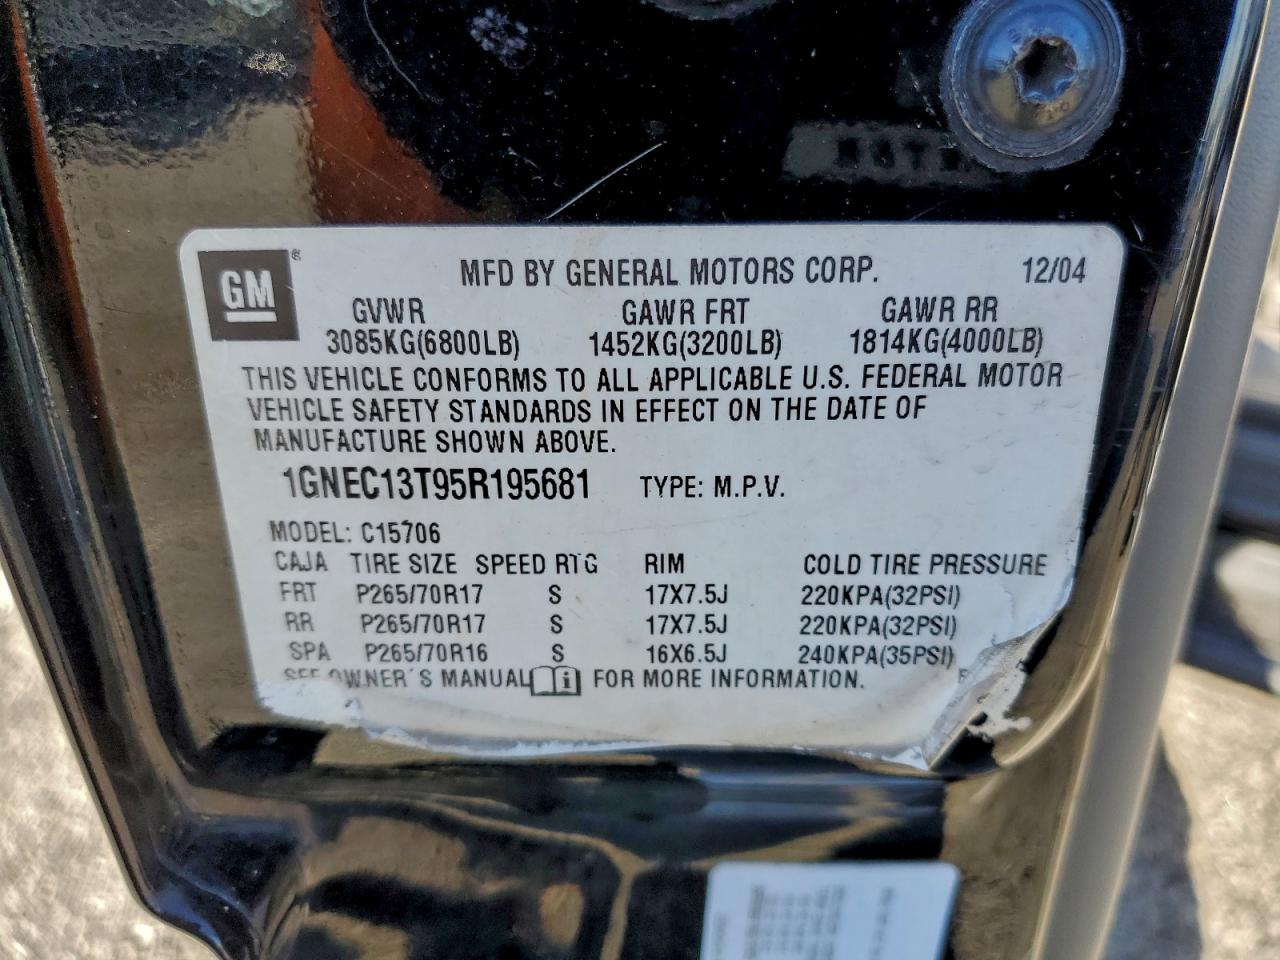 GM® MFD BY GENERAL MOTORS CORP. 12/04
GVWR GAWR FRT GAWR RR
3085KG(6800LB) 1452KG(3200LB) 1814KG(4000LB)
THIS VEHICLE CONFORMS TO ALL APPLICABLE U.S. FEDERAL MOTOR
VEHICLE SAFETY STANDARDS IN EFFECT ON THE DATE OF
MANUFACTURE SHOWN ABOVE.
1GNEC13T95R195681 TYPE: M.P.V.
MODEL: C15706
CAJA TIRE SIZE SPEED RTG RIM COLD TIRE PRESSURE
FRT P265/70R17 S 17X7.5J 220KPA(32PSI)
RR P265/70R17 S 17X7.5J 220KPA(32PSI)
SPA P265/70R16 S 16X6.5J 240KPA(35PSI)
SEE OWNER'S MANUAL i FOR MORE INFORMATION.